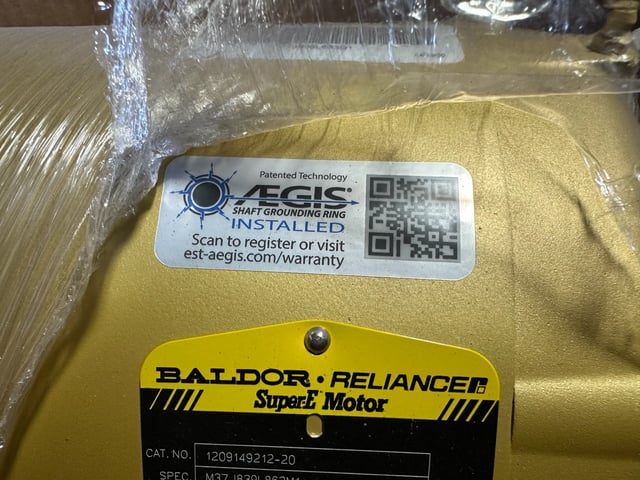 Patented Technology
ÆGIS®
SHAFT GROUNDING RING
INSTALLED
Scan to register or visit
est-aegis.com/warranty
BALDOR • RELIANCE
Super-E Motor
CAT. NO. 1209149212-20
SPEC.